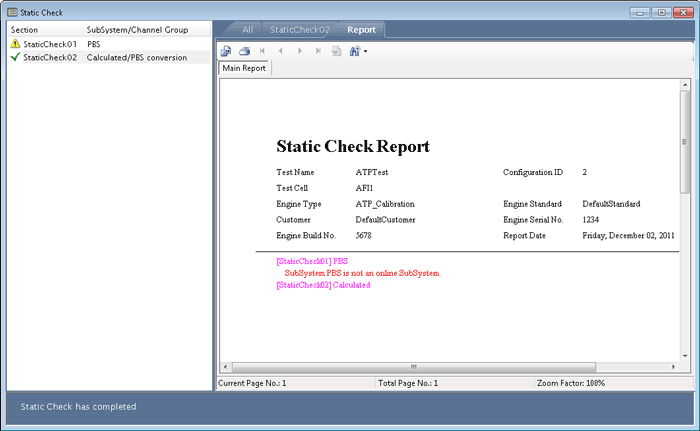 Static Check
Section SubSystem/Channel Group
StaticCheck01 PBS
StaticCheck02 Calculated/PBS conversion
All StaticCheck02 Report
Main Report
Static Check Report
Test Name ATPTest Configuration ID 2
Test Cell AFI1
Engine Type ATP_Calibration Engine Standard DefaultStandard
Customer DefaultCustomer Engine Serial No. 1234
Engine Build No. 5678 Report Date Friday, December 02, 2011
[StaticCheck01] PBS
SubSystem PBS is not an online SubSystem.
[StaticCheck02] Calculated
Current Page No.: 1 Total Page No.: 1 Zoom Factor: 100%
Static Check has completed